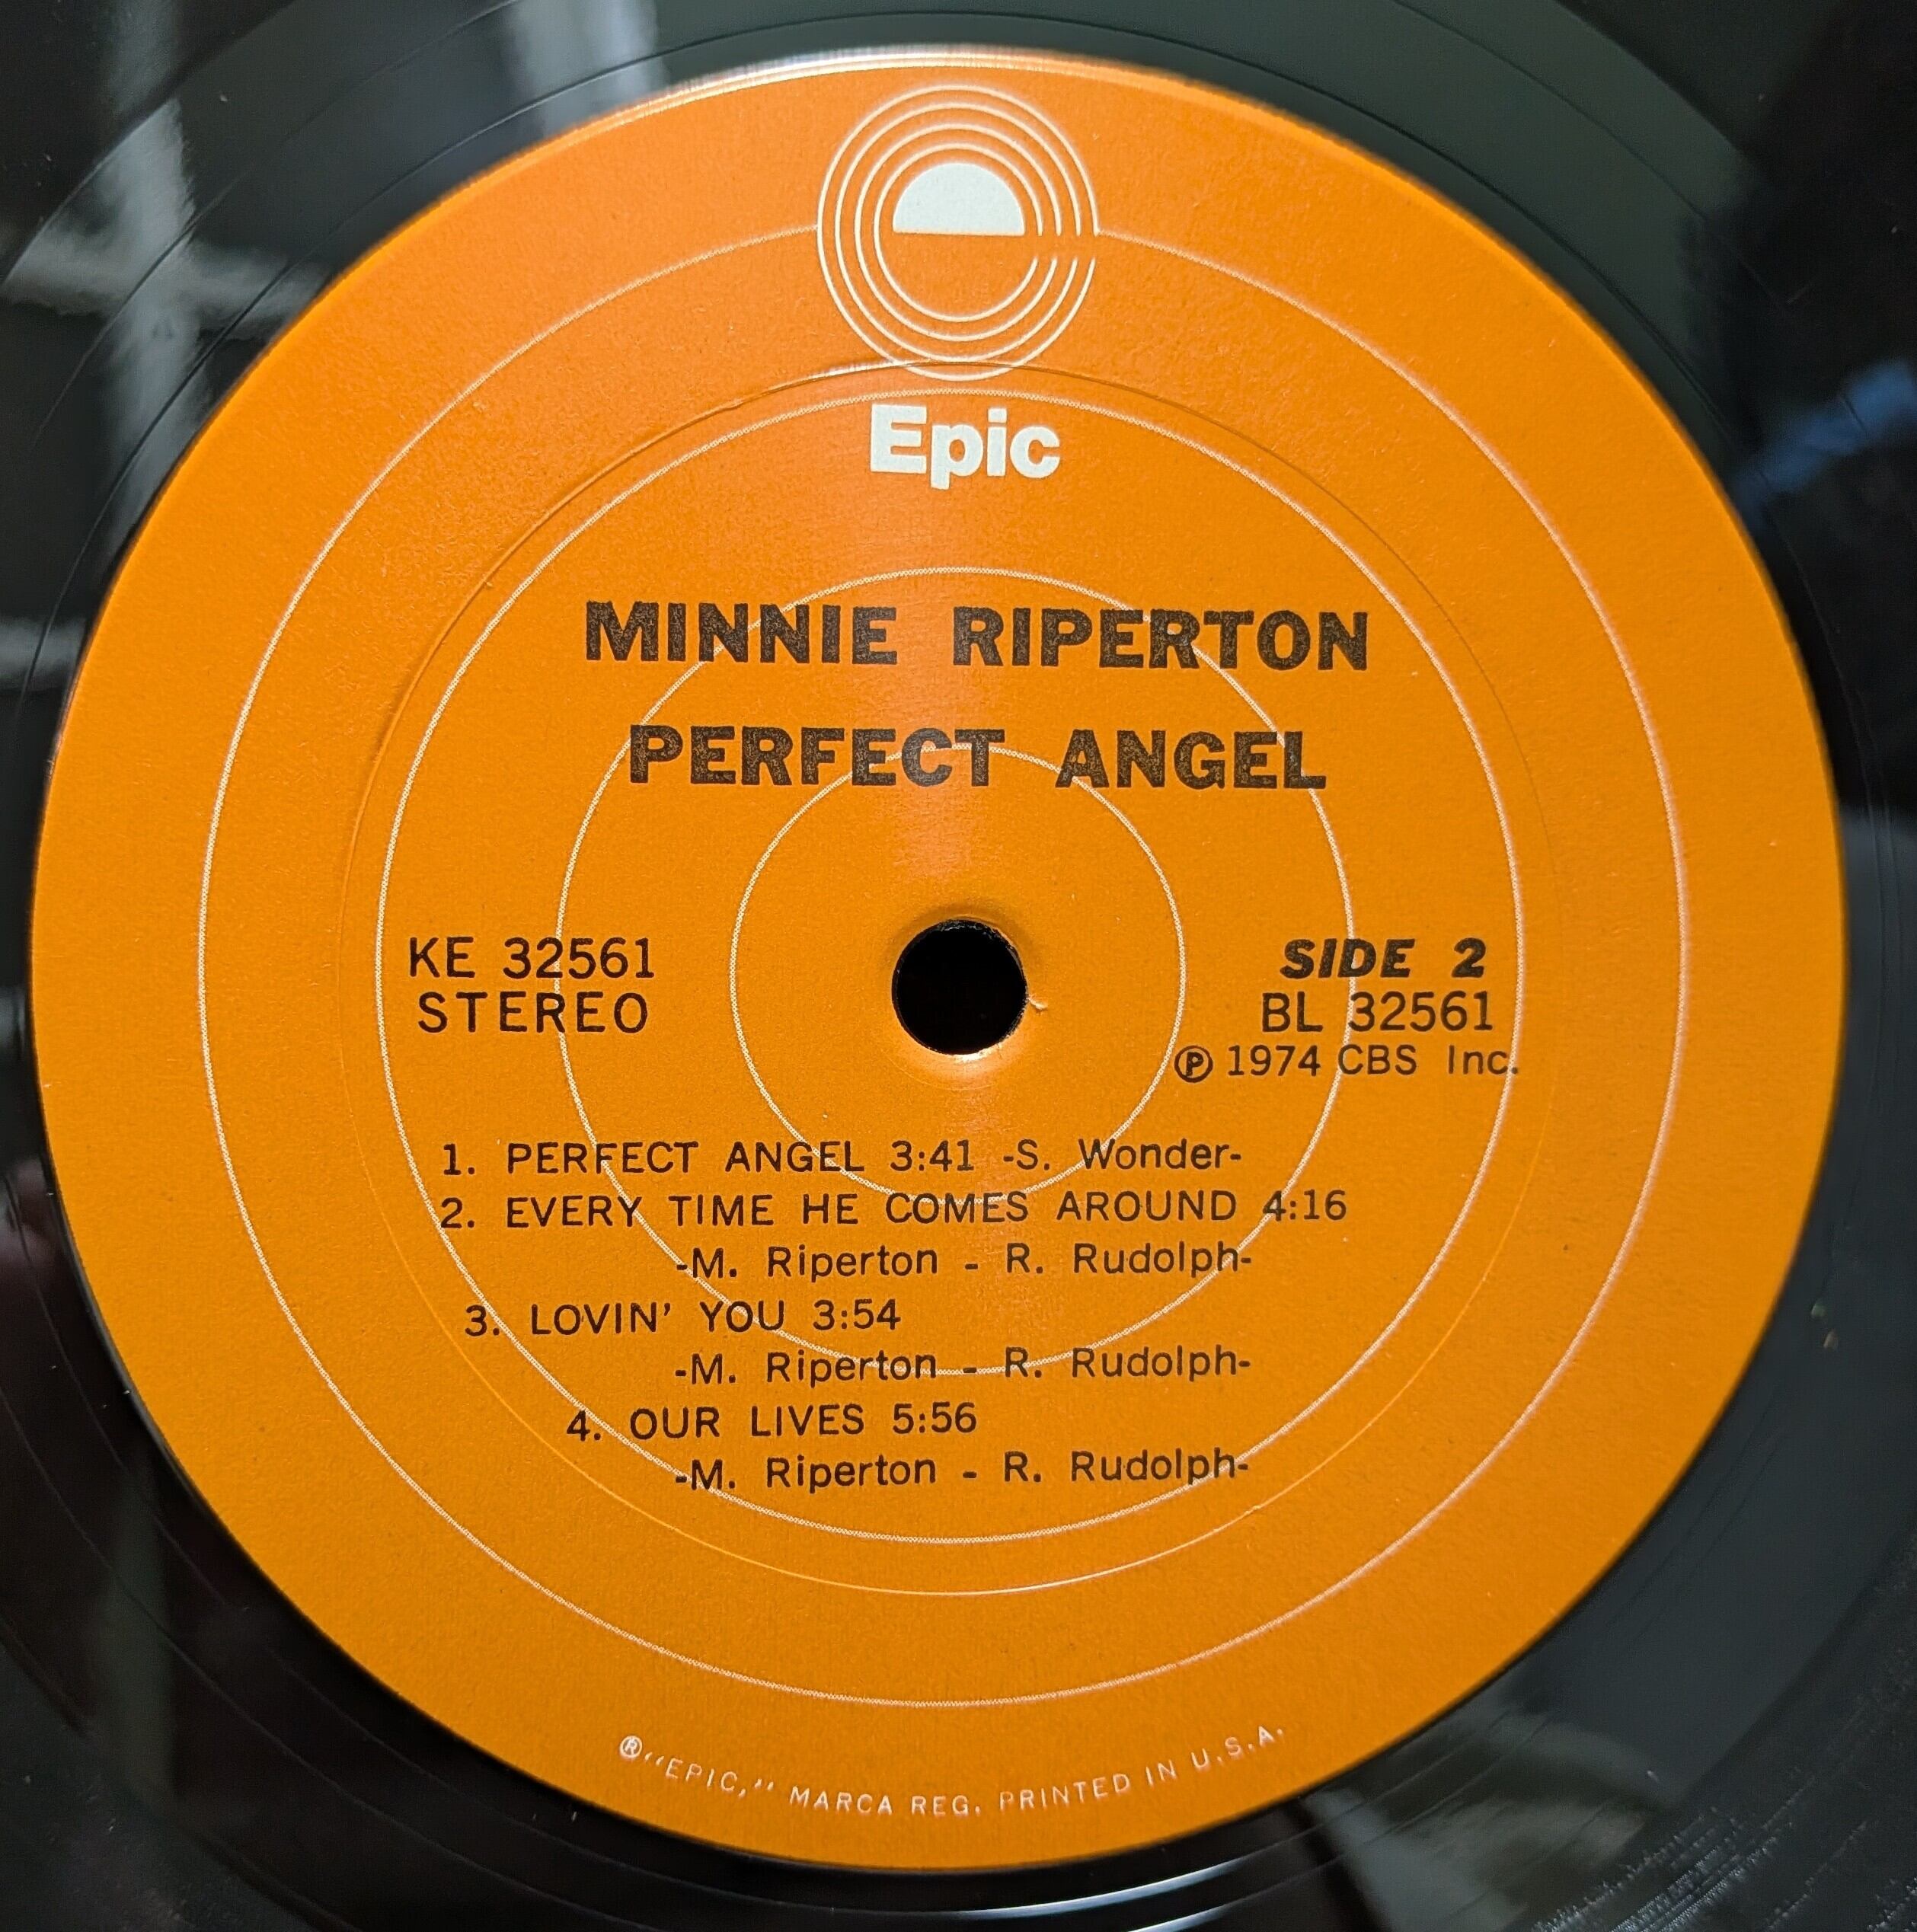 Epic
MINNIE RIPERTON
PERFECT ANGEL
KE 32561
STEREO
SIDE 2
BL 32561
℗ 1974 CBS Inc.
1. PERFECT ANGEL 3:41 -S. Wonder-
2. EVERY TIME HE COMES AROUND 4:16
-M. Riperton - R. Rudolph-
3. LOVIN' YOU 3:54
-M. Riperton - R. Rudolph-
4. OUR LIVES 5:56
-M. Riperton - R. Rudolph-
®"EPIC," MARCA REG. PRINTED IN U.S.A.